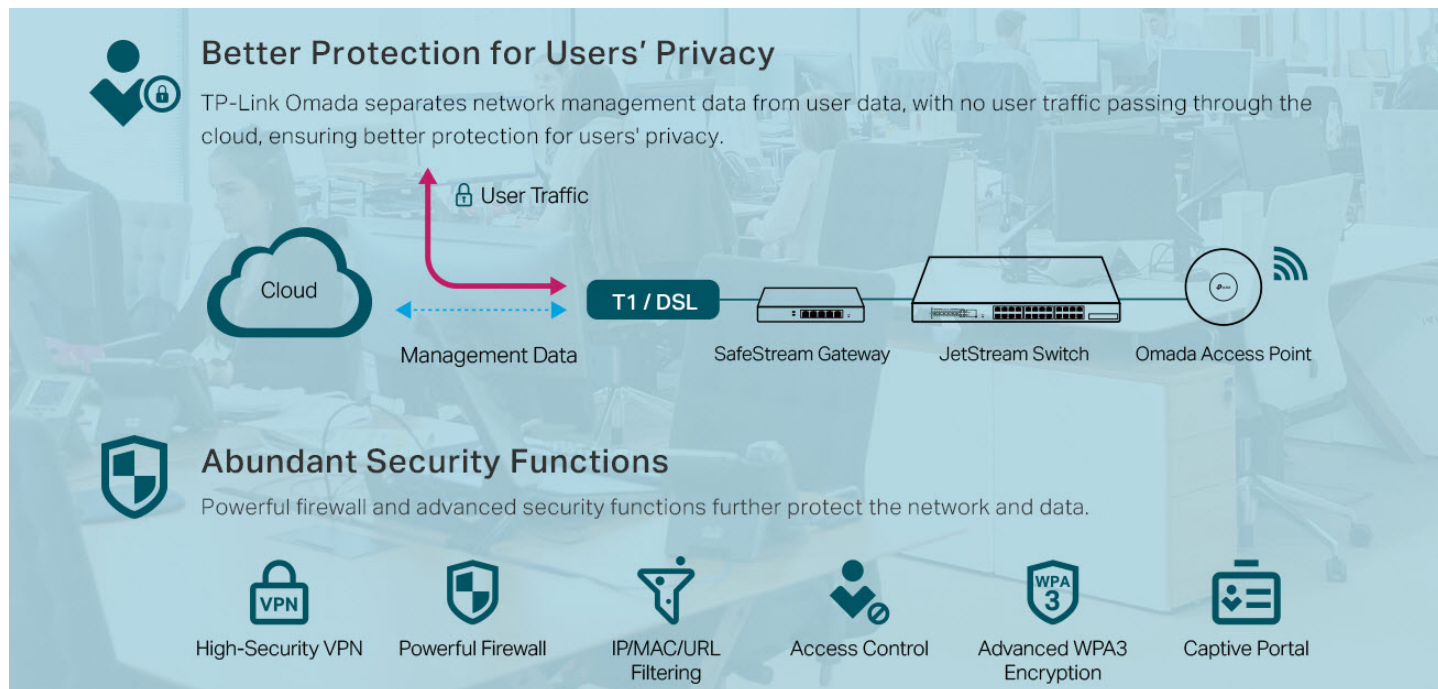 Better Protection for Users' Privacy
TP-Link Omada separates network management data from user data, with no user traffic passing through the
cloud, ensuring better protection for users' privacy.
User Traffic
Cloud
T1 / DSL
Management Data
SafeStream Gateway
JetStream Switch
Omada Access Point
Abundant Security Functions
Powerful firewall and advanced security functions further protect the network and data.
VPN
WPA
3
High-Security VPN
Powerful Firewall
IP/MAC/URL
Filtering
Access Control
Advanced WPA3
Encryption
Captive Portal